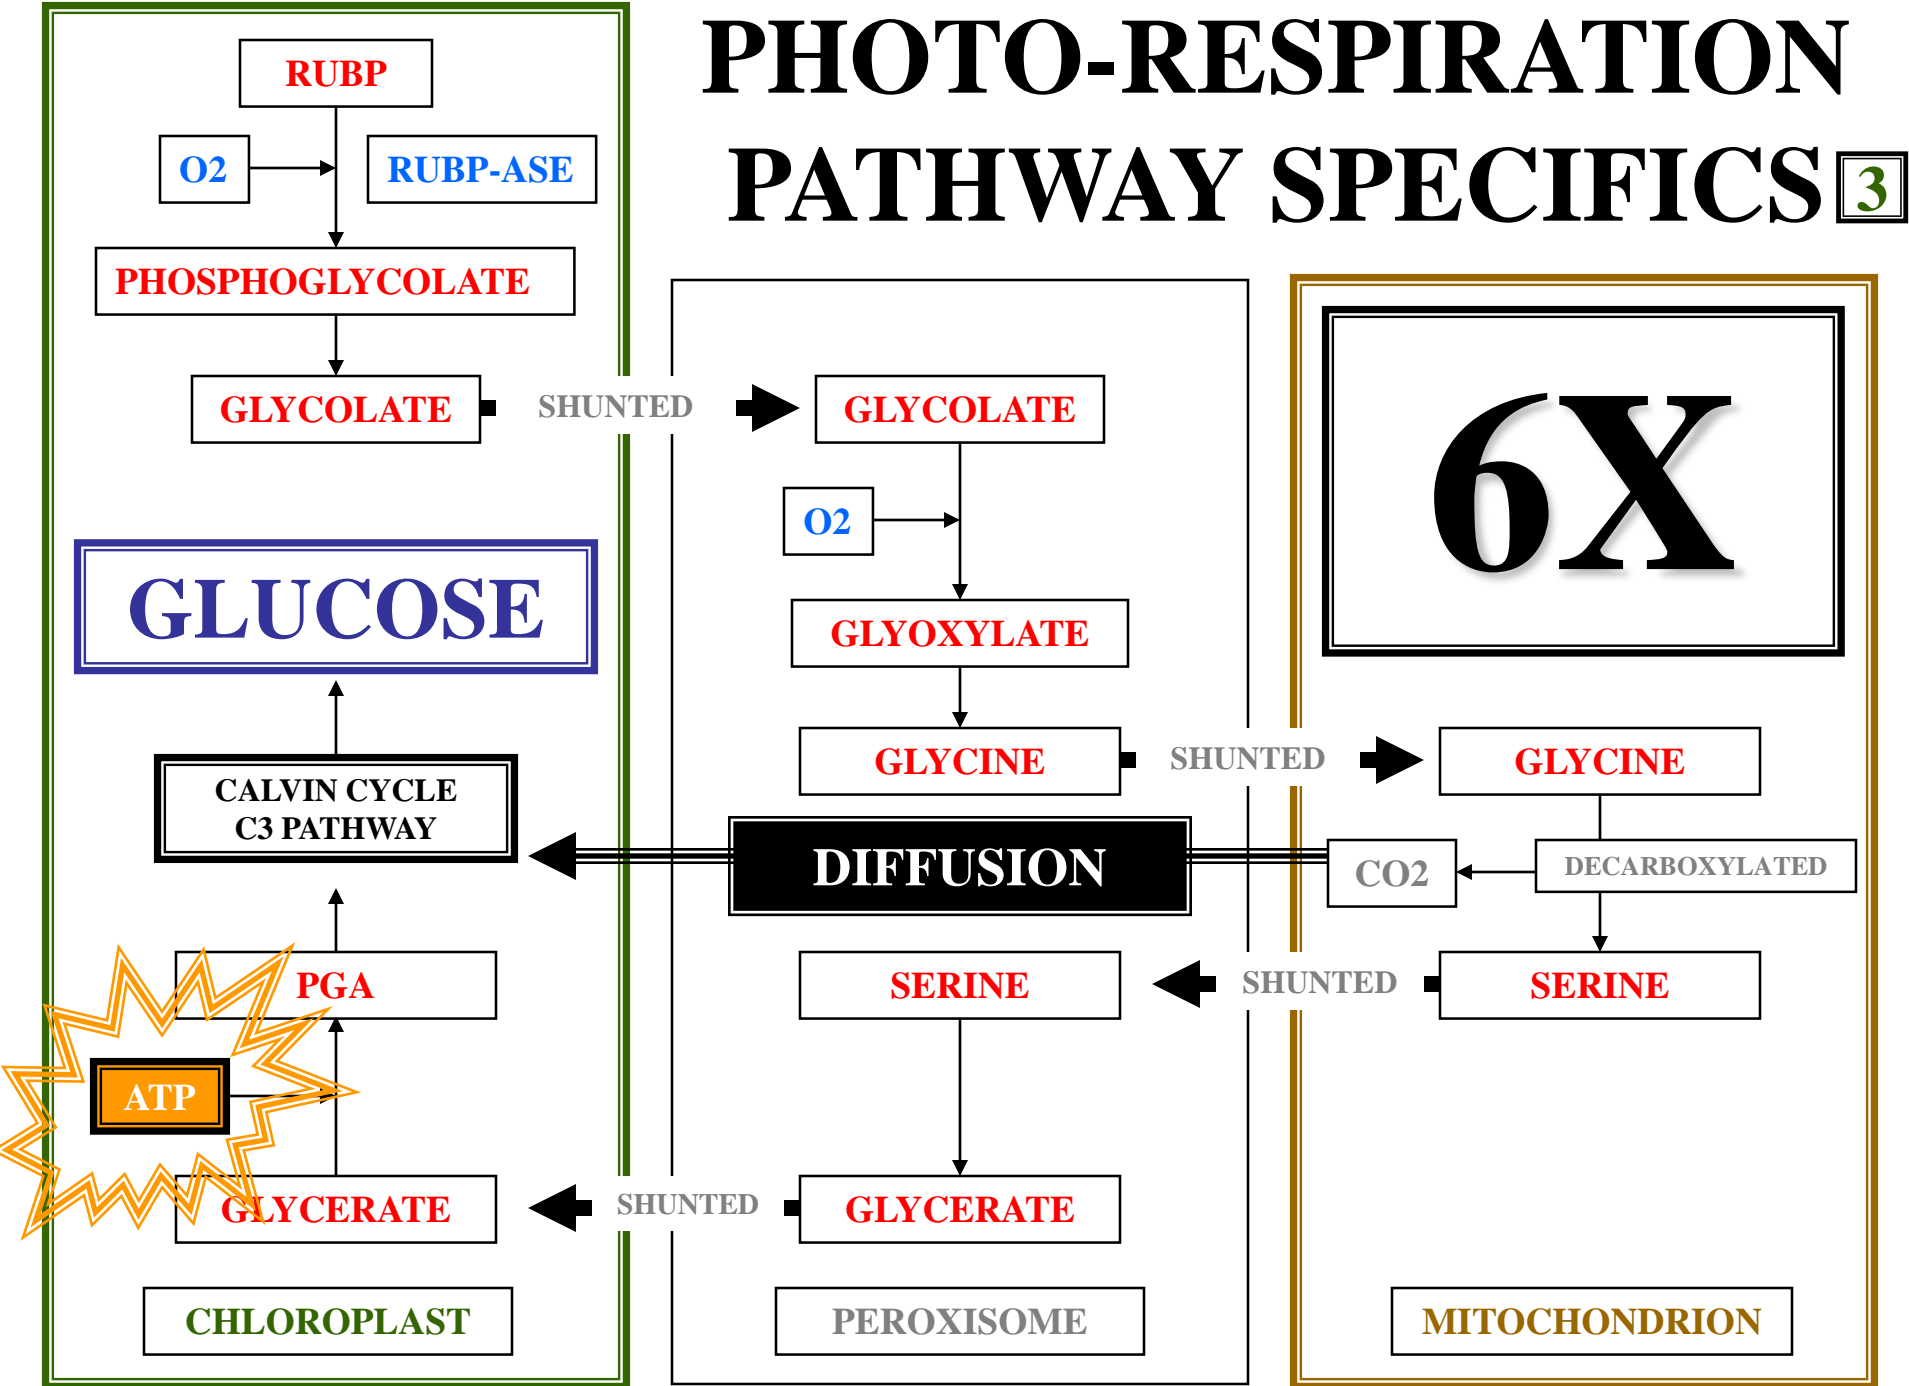 PHOTO-RESPIRATION
PATHWAY SPECIFICS
3
RUBP
O2
RUBP-ASE
PHOSPHOGLYCOLATE
GLYCOLATE
SHUNTED
GLYCOLATE
O2
GLYOXYLATE
GLYCINE
SHUNTED
GLYCINE
6X
GLUCOSE
CALVIN CYCLE
C3 PATHWAY
DIFFUSION
CO2
DECARBOXYLATED
PGA
SERINE
SHUNTED
SERINE
ATP
GLYCERATE
SHUNTED
GLYCERATE
CHLOROPLAST
PEROXISOME
MITOCHONDRION